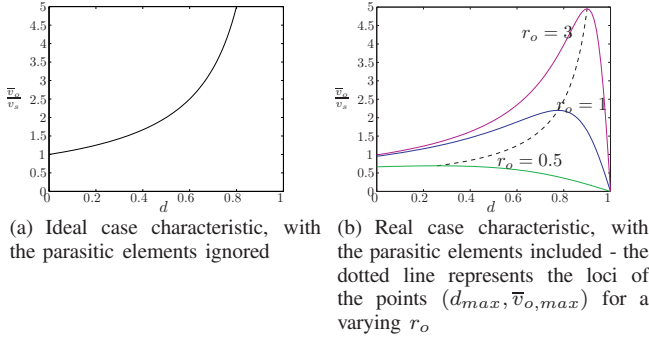 5
4.5
4
3.5
3
2.5
2
1.5
1
0.5
0
0 0.2 0.4 0.6 0.8 1
v̅ₒ/vₛ
d
(a) Ideal case characteristic, with
the parasitic elements ignored
5
4.5
4
3.5
3
2.5
2
1.5
1
0.5
0
0 0.2 0.4 0.6 0.8 1
v̅ₒ/vₛ
d
rₒ = 3
rₒ = 1
rₒ = 0.5
(b) Real case characteristic, with
the parasitic elements included - the
dotted line represents the loci of
the points (d_max, v̅_o,max) for a
varying rₒ